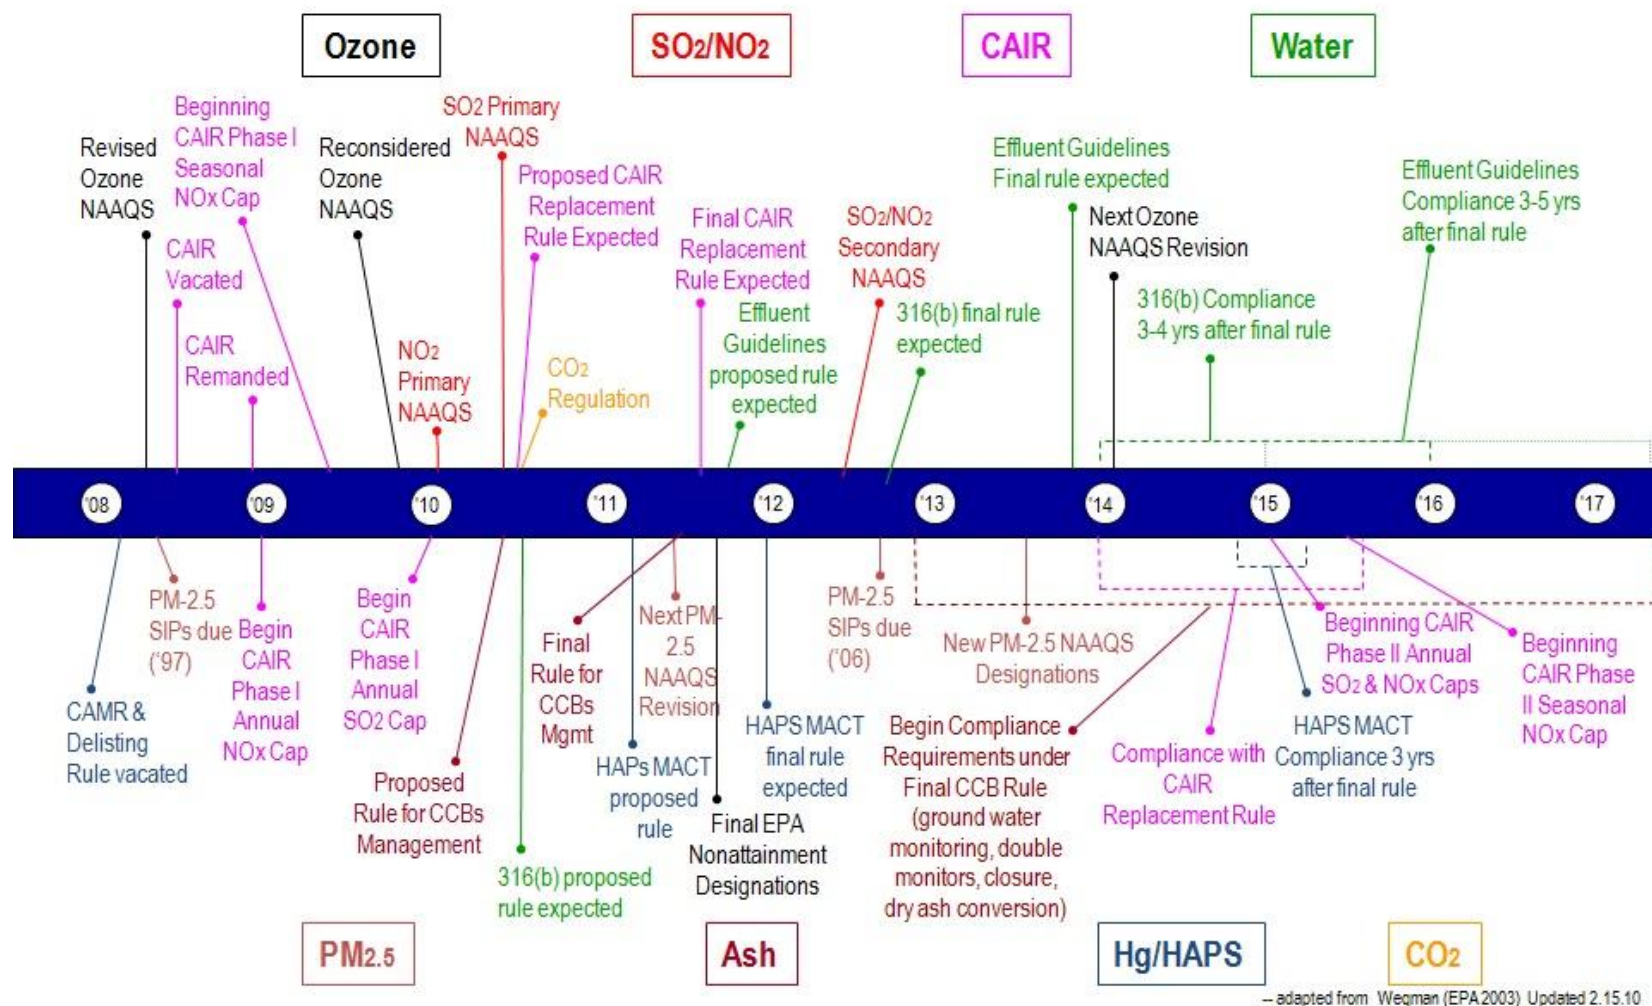 Ozone
SO2/NO2
CAIR
Water
Beginning
CAIR Phase I
Seasonal
NOx Cap
SO2 Primary
NAAQS
Revised
Ozone
NAAQS
Reconsidered
Ozone
NAAQS
Proposed CAIR
Replacement
Rule Expected
Effluent Guidelines
Final rule expected
Effluent Guidelines
Compliance 3-5 yrs
after final rule
CAIR
Vacated
Final CAIR
Replacement
Rule Expected
SO2/NO2
Secondary
NAAQS
Next Ozone
NAAQS Revision
CAIR
Remanded
NO2
Primary
NAAQS
CO2
Regulation
Effluent
Guidelines
proposed rule
expected
316(b) final rule
expected
316(b) Compliance
3-4 yrs after final rule
'08
'09
'10
'11
'12
'13
'14
'15
'16
'17
PM-2.5
SIPs due
('97)
CAMR &
Delisting
Rule vacated
Begin
CAIR
Phase I
Annual
NOx Cap
Begin
CAIR
Phase I
Annual
SO2 Cap
Proposed
Rule for CCBs
Management
316(b) proposed
rule expected
Final
Rule for
CCBs
Mgmt
HAPs MACT
proposed
rule
Next PM-
2.5
NAAQS
Revision
Final EPA
Nonattainment
Designations
HAPS MACT
final rule
expected
PM-2.5
SIPs due
('06)
New PM-2.5 NAAQS
Designations
Begin Compliance
Requirements under
Final CCB Rule
(ground water
monitoring, double
monitors, closure,
dry ash conversion)
Compliance with
CAIR
Replacement Rule
Beginning CAIR
Phase II Annual
SO2 & NOx Caps
HAPS MACT
Compliance 3 yrs
after final rule
Beginning
CAIR Phase
II Seasonal
NOx Cap
PM2.5
Ash
Hg/HAPS
CO2
-- adapted from Wegman (EPA 2003) Updated 2.15.10